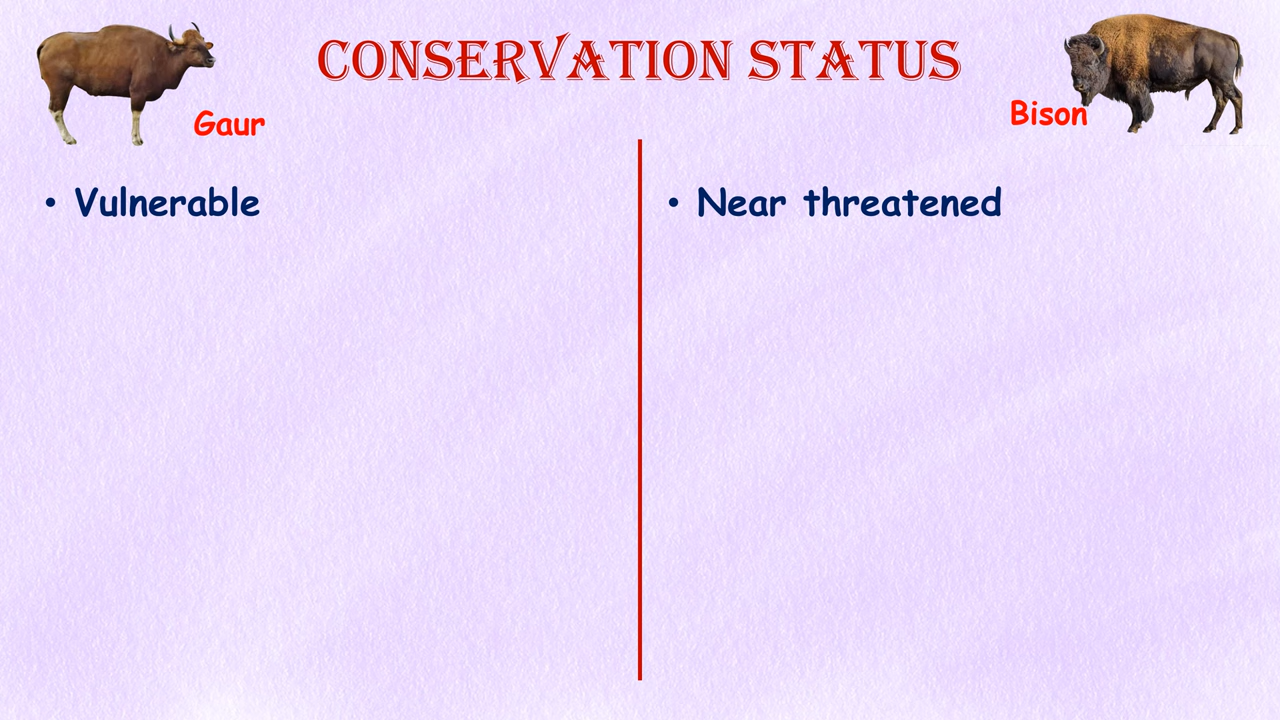 CONSERVATION STATUS
Gaur
Bison
• Vulnerable
• Near threatened